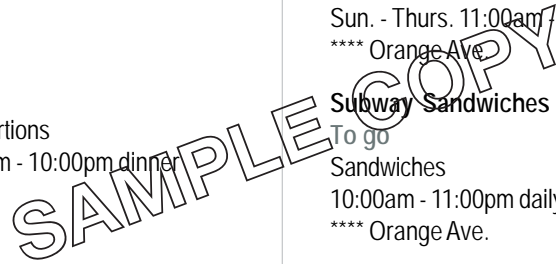 rtions
m - 10:00pm dinner
Sun. - Thurs. 11:00am -
**** Orange Ave.
Subway Sandwiches
To go
Sandwiches
10:00am - 11:00pm daily
**** Orange Ave.
SAMPLE COPY